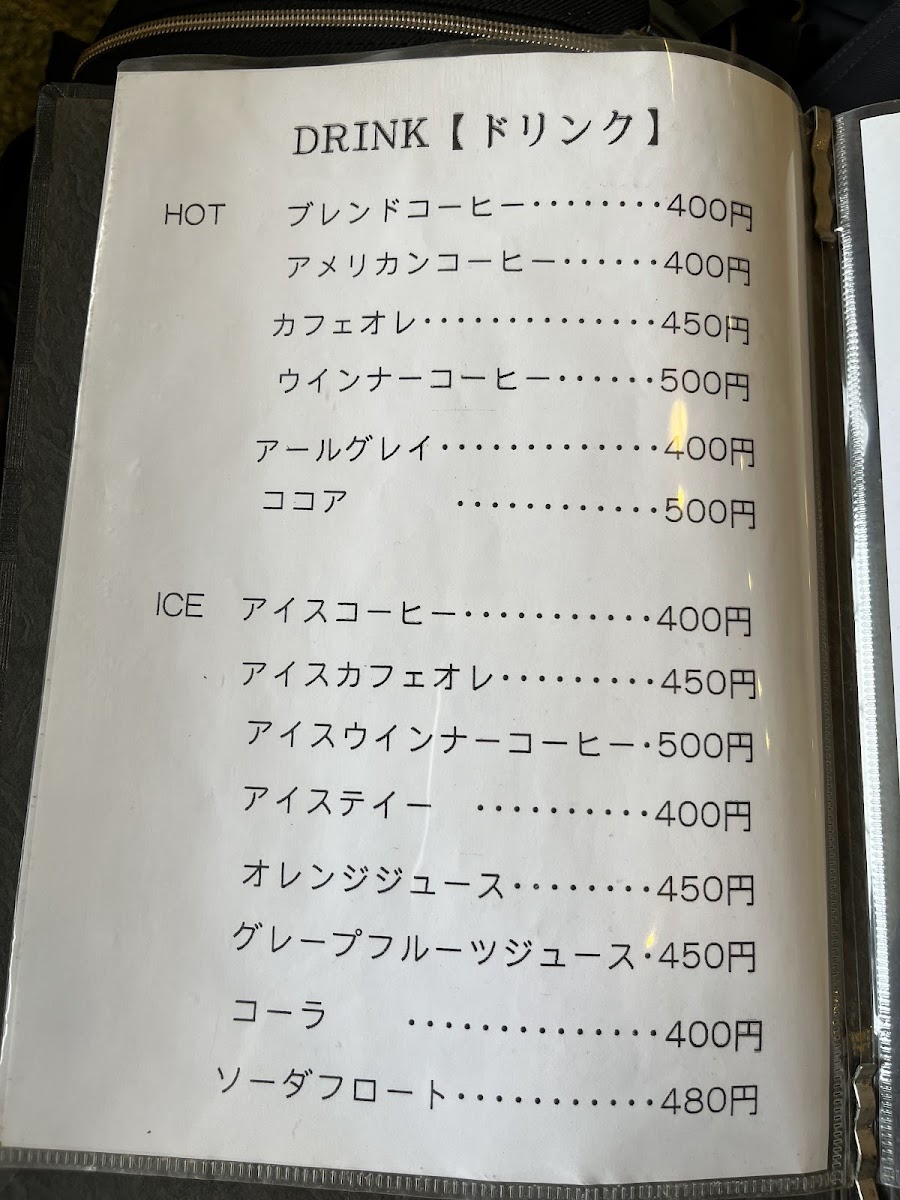 DRINK【ドリンク】
HOT ブレンドコーヒー・・・・・・・・400円
アメリカンコーヒー・・・・・・400円
カフェオレ・・・・・・・・・・・・・・450円
ウインナーコーヒー・・・・・・500円
アールグレイ・・・・・・・・・・・・・400円
ココア ・・・・・・・・・・・・500円
ICE アイスコーヒー・・・・・・・・・・・400円
アイスカフェオレ・・・・・・・・・450円
アイスウインナーコーヒー・500円
アイステイー ・・・・・・・・・・400円
オレンジジュース・・・・・・・・450円
グレープフルーツジュース・450円
コーラ ・・・・・・・・・・・・・・400円
ソーダフロート・・・・・・・・・・・480円